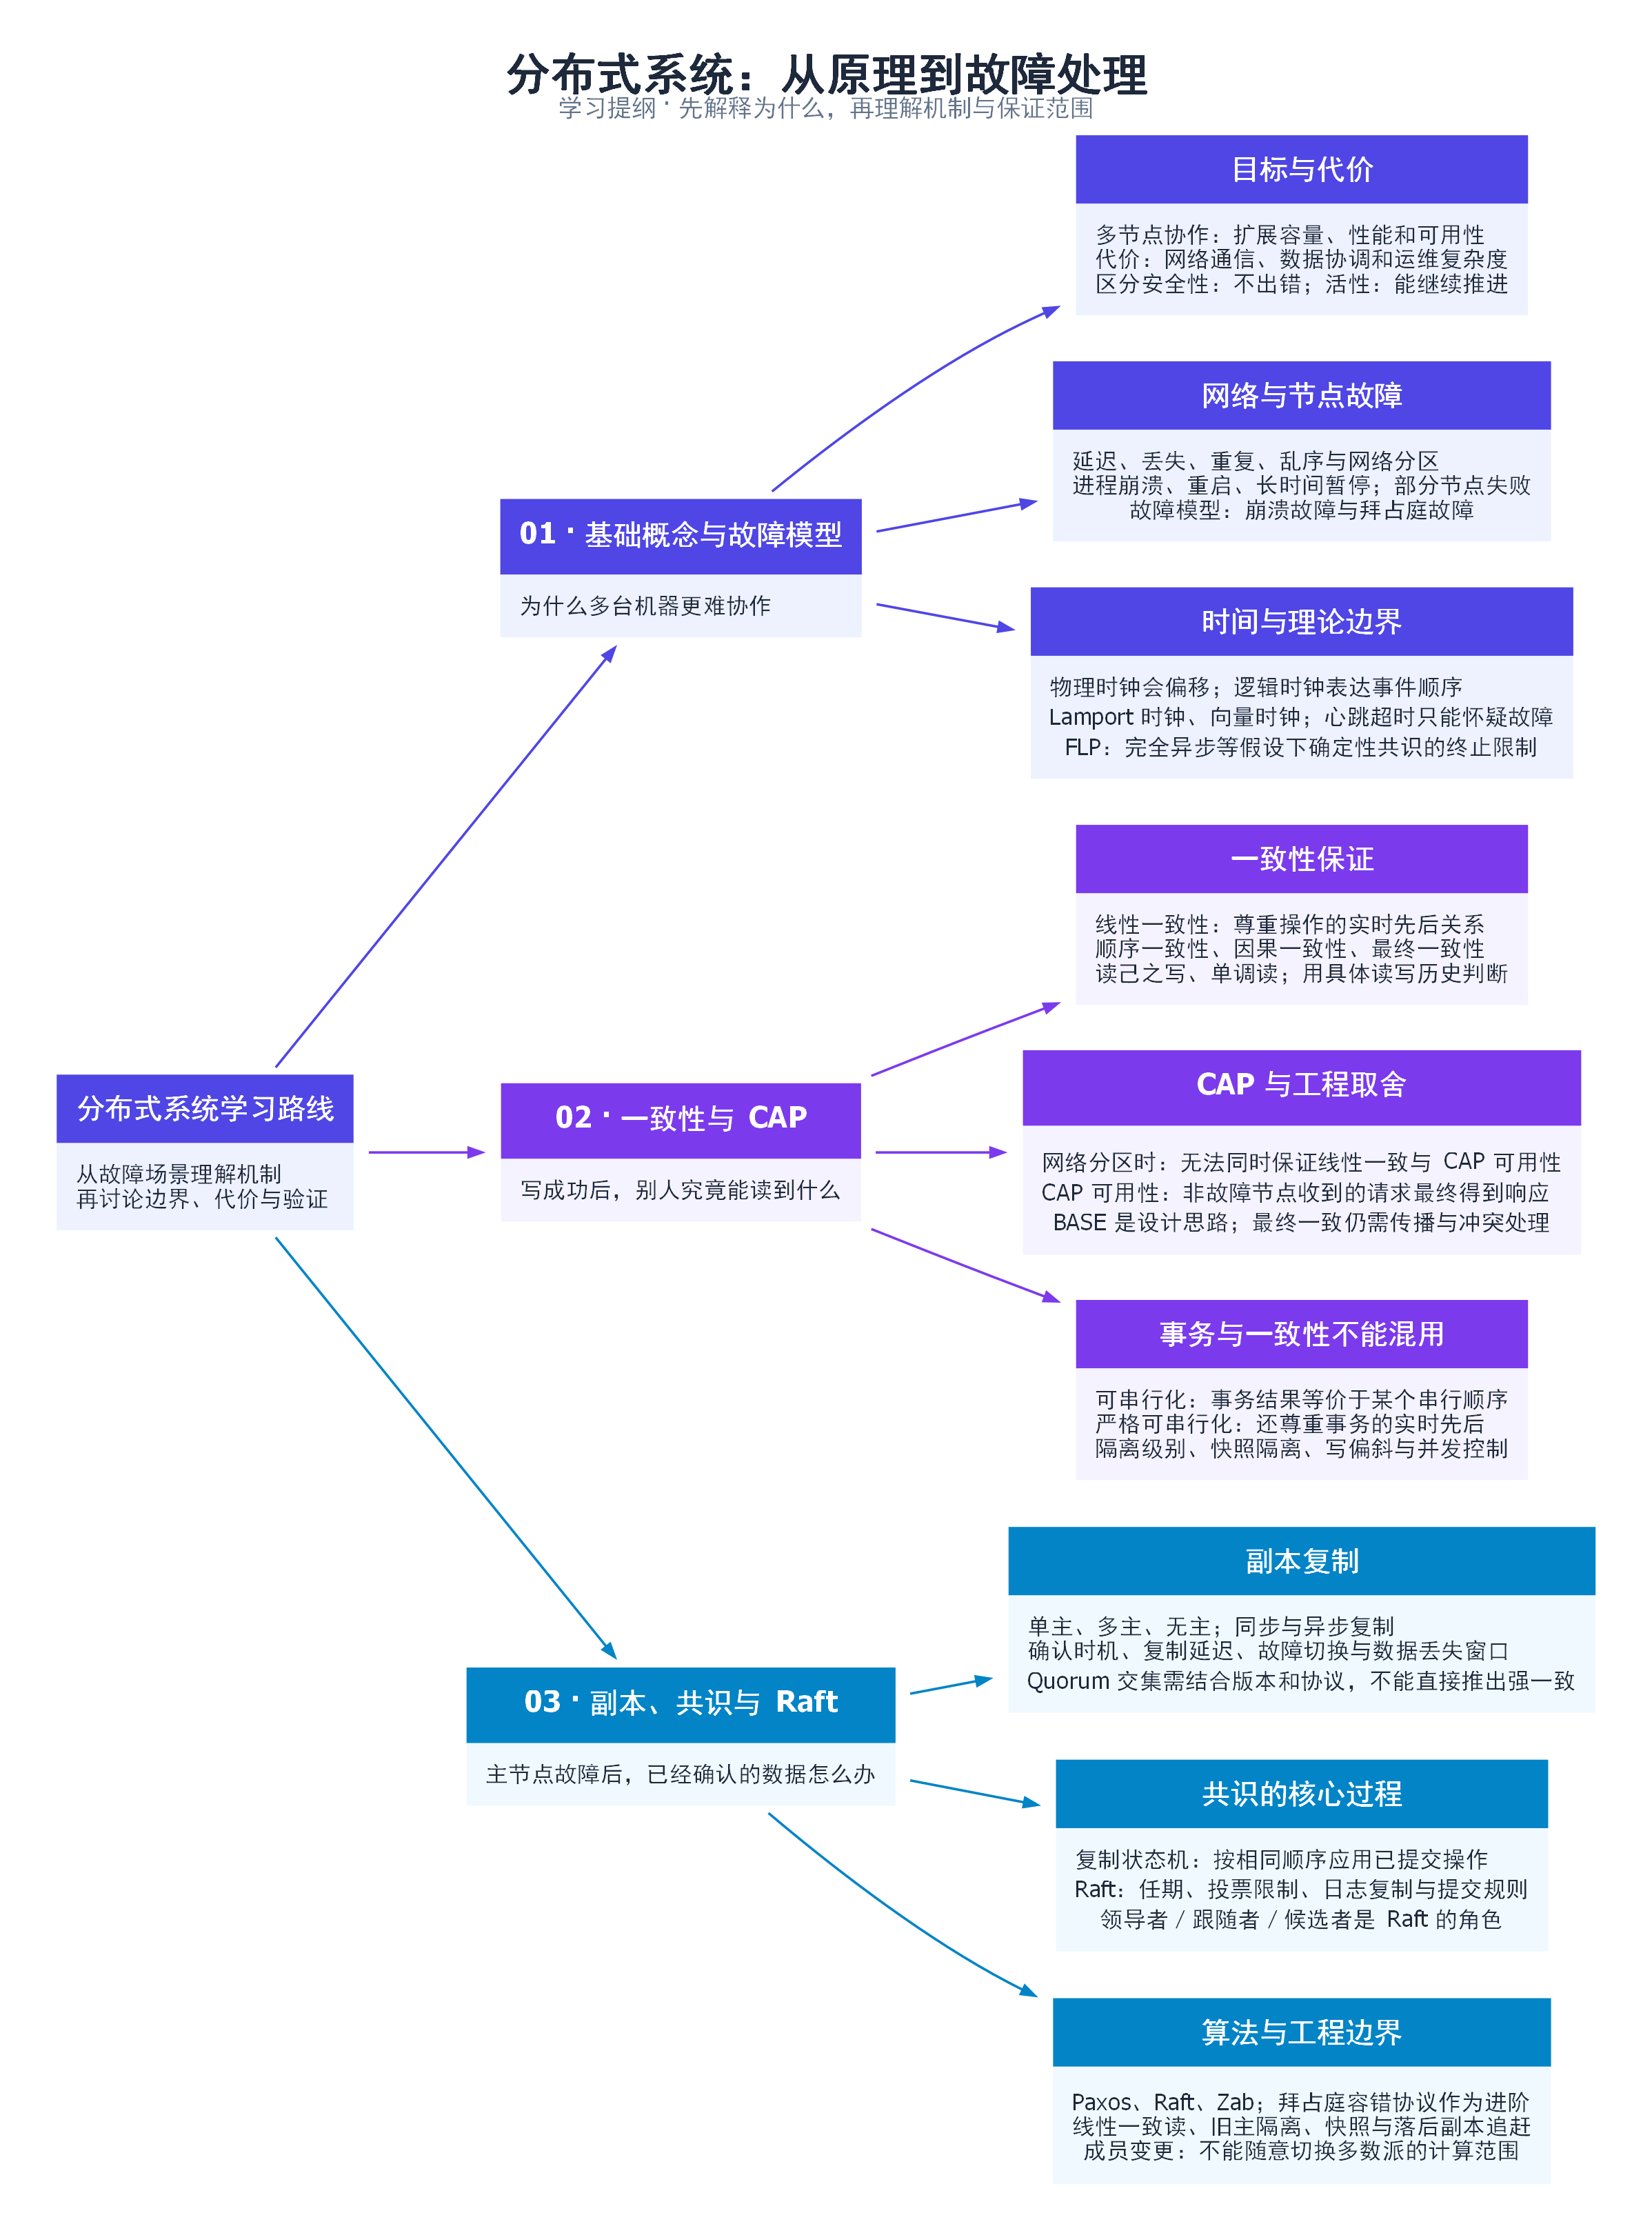 分布式系统：从原理到故障处理
学习提纲 · 先解释为什么，再理解机制与保证范围
目标与代价
多节点协作：扩展容量、性能和可用性
代价：网络通信、数据协调和运维复杂度
区分安全性：不出错；活性：能继续推进
网络与节点故障
延迟、丢失、重复、乱序与网络分区
进程崩溃、重启、长时间暂停；部分节点失败
故障模型：崩溃故障与拜占庭故障
01 · 基础概念与故障模型
为什么多台机器更难协作
时间与理论边界
物理时钟会偏移；逻辑时钟表达事件顺序
Lamport 时钟、向量时钟；心跳超时只能怀疑故障
FLP：完全异步等假设下确定性共识的终止限制
一致性保证
线性一致性：尊重操作的实时先后关系
顺序一致性、因果一致性、最终一致性
读己之写、单调读；用具体读写历史判断
分布式系统学习路线
从故障场景理解机制
再讨论边界、代价与验证
02 · 一致性与 CAP
写成功后，别人究竟能读到什么
CAP 与工程取舍
网络分区时：无法同时保证线性一致与 CAP 可用性
CAP 可用性：非故障节点收到的请求最终得到响应
BASE 是设计思路；最终一致仍需传播与冲突处理
事务与一致性不能混用
可串行化：事务结果等价于某个串行顺序
严格可串行化：还尊重事务的实时先后
隔离级别、快照隔离、写偏斜与并发控制
副本复制
单主、多主、无主；同步与异步复制
确认时机、复制延迟、故障切换与数据丢失窗口
Quorum 交集需结合版本和协议，不能直接推出强一致
03 · 副本、共识与 Raft
主节点故障后，已经确认的数据怎么办
共识的核心过程
复制状态机：按相同顺序应用已提交操作
Raft：任期、投票限制、日志复制与提交规则
领导者 / 跟随者 / 候选者是 Raft 的角色
算法与工程边界
Paxos、Raft、Zab；拜占庭容错协议作为进阶
线性一致读、旧主隔离、快照与落后副本追赶
成员变更：不能随意切换多数派的计算范围